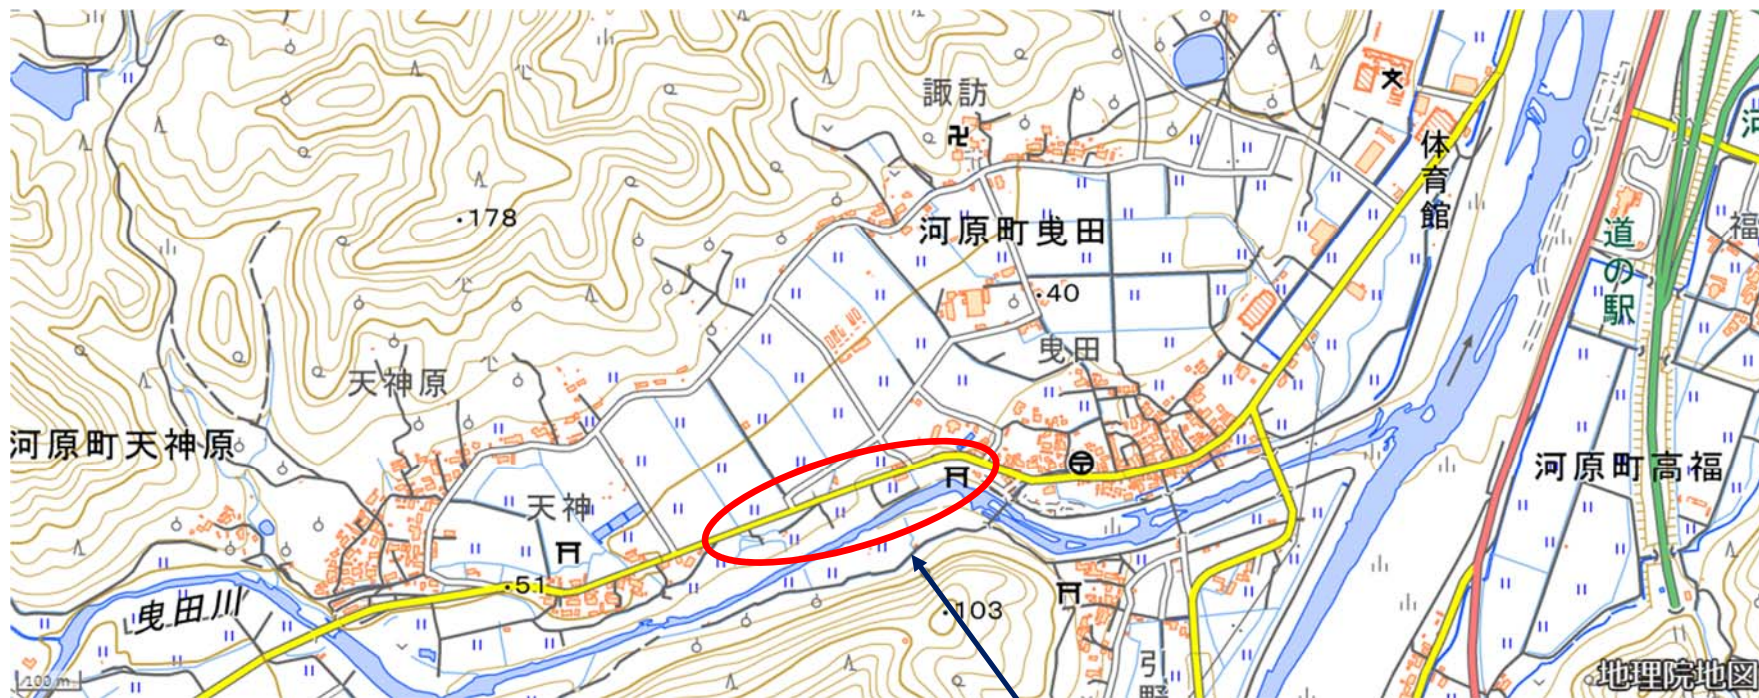 諏訪
体育館
・178
河原町曳田
道の駅
福
・40
曳田
天神原
河原町天神原
河原町高福
天神
・51
曳田川
・103
引野
100 m
地理院地図